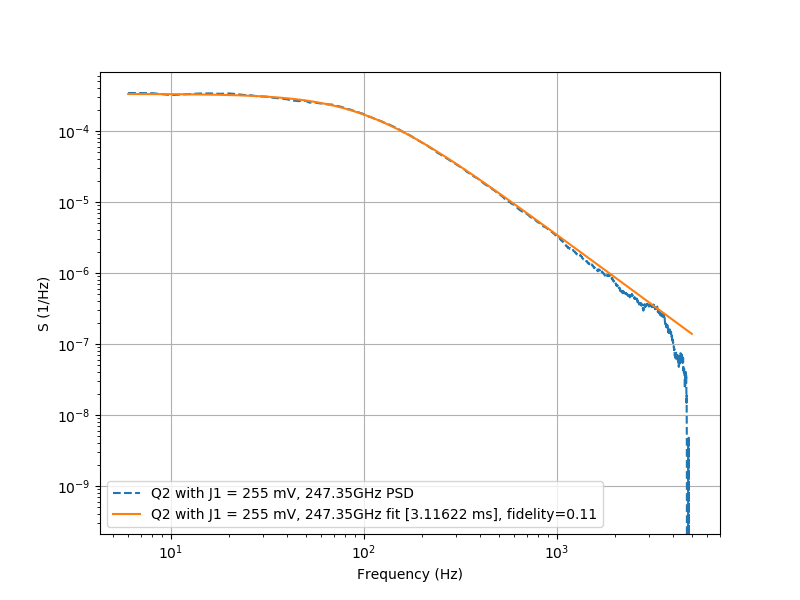 S (1/Hz)
10⁻⁴
10⁻⁵
10⁻⁶
10⁻⁷
10⁻⁸
10⁻⁹
Q2 with J1 = 255 mV, 247.35GHz PSD
Q2 with J1 = 255 mV, 247.35GHz fit [3.11622 ms], fidelity=0.11
10¹ 10² 10³
Frequency (Hz)